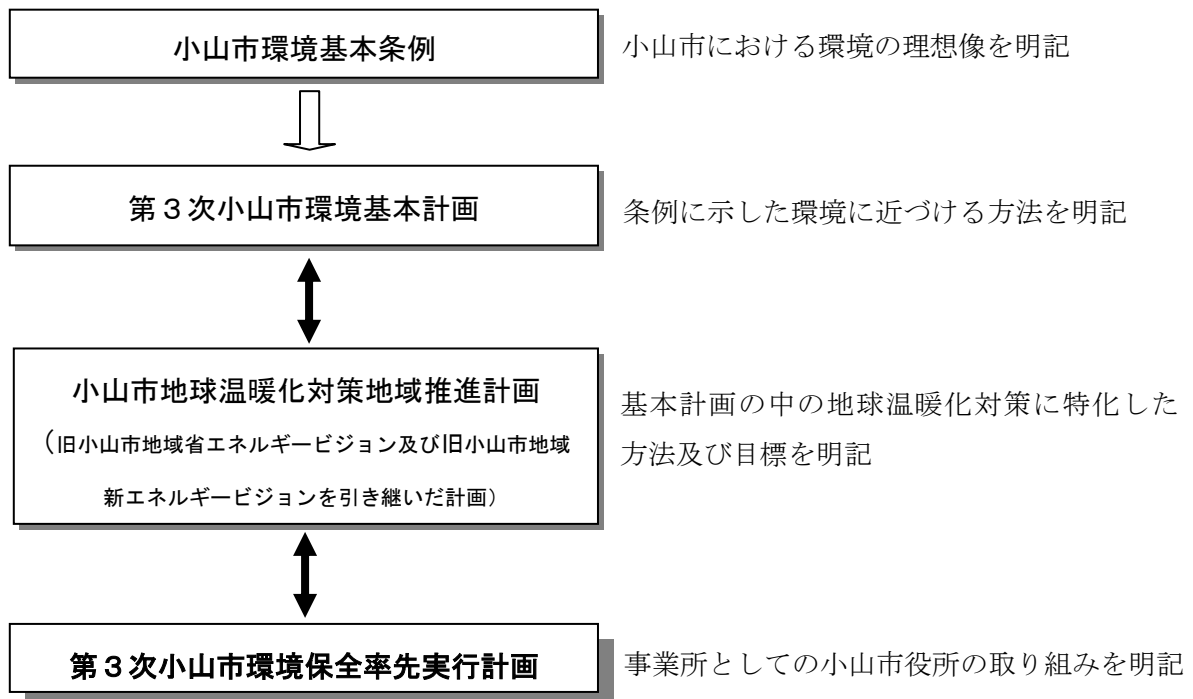 小山市環境基本条例
小山市における環境の理想像を明記
第３次小山市環境基本計画
条例に示した環境に近づける方法を明記
小山市地球温暖化対策地域推進計画
（旧小山市地域省エネルギービジョン及び旧小山市地域
新エネルギービジョンを引き継いだ計画）
基本計画の中の地球温暖化対策に特化した
方法及び目標を明記
第３次小山市環境保全率先実行計画
事業所としての小山市役所の取り組みを明記